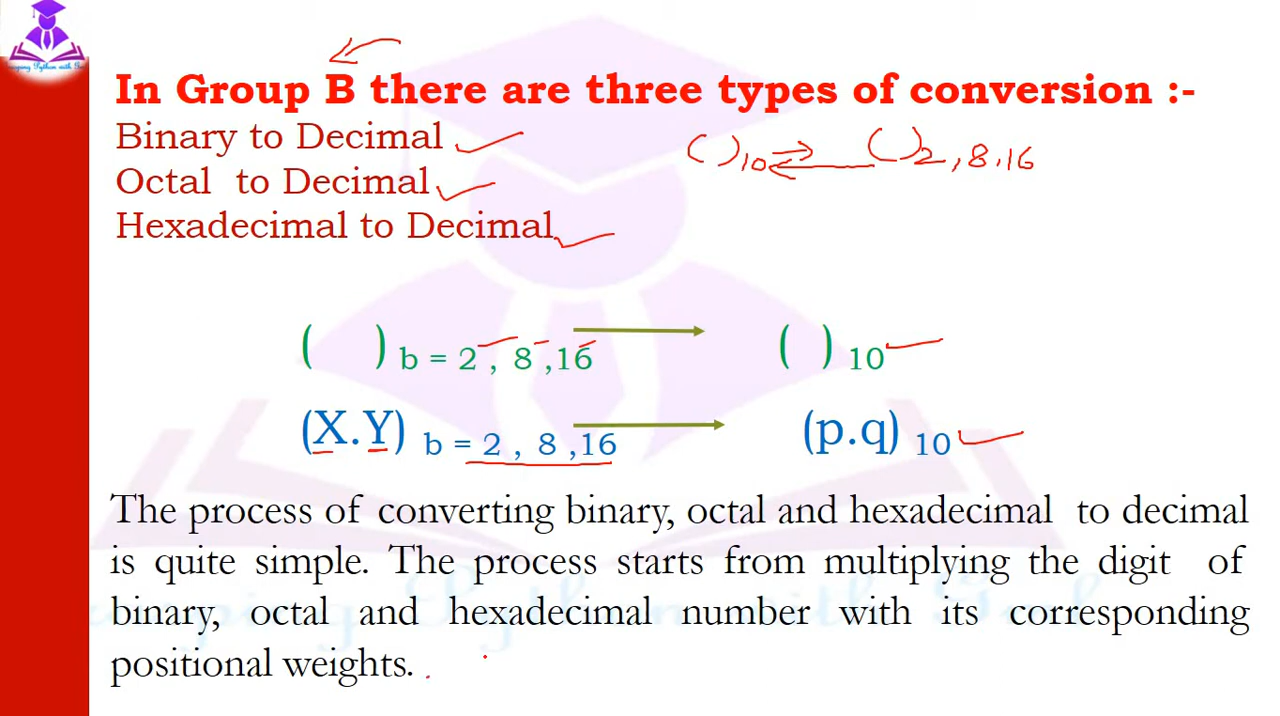 In Group B there are three types of conversion :-
Binary to Decimal
( )10 ⇌ ( )2,8,16
Octal to Decimal
Hexadecimal to Decimal
( ) b = 2 , 8 ,16 → ( ) 10
(X.Y) b = 2 , 8 ,16 → (p.q) 10
The process of converting binary, octal and hexadecimal to decimal
is quite simple. The process starts from multiplying the digit of
binary, octal and hexadecimal number with its corresponding
positional weights.